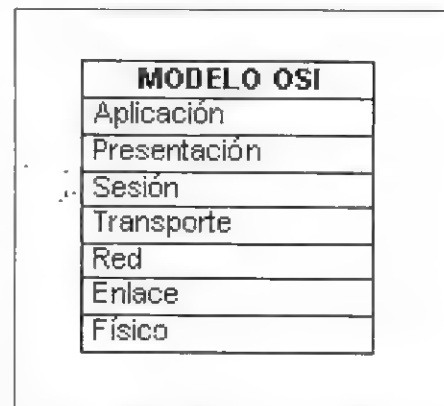 MODELO OSI
Aplicación
Presentación
Sesión
Transporte
Red
Enlace
Físico